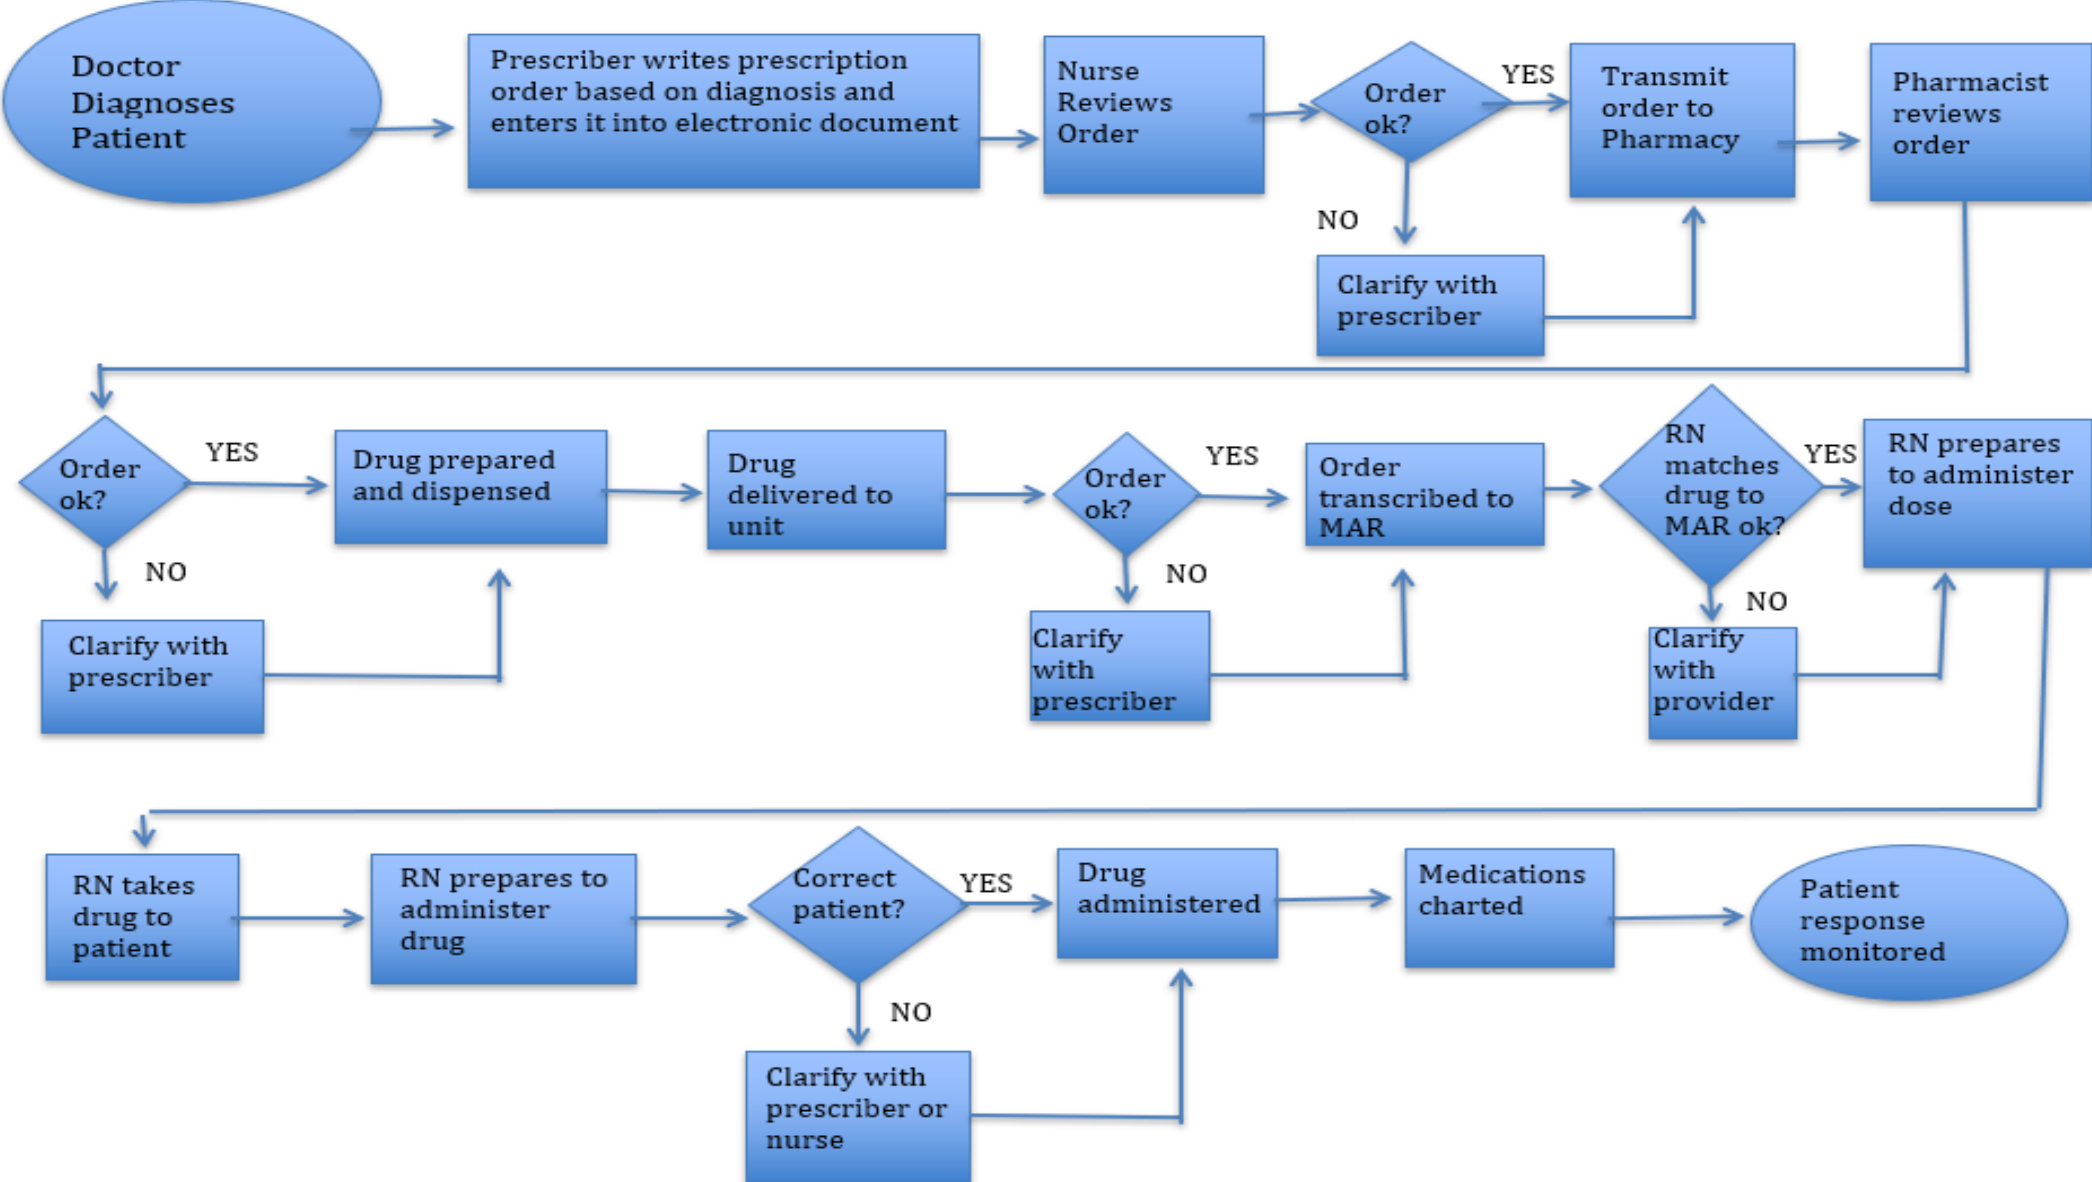 Doctor
Diagnoses
Patient
Prescriber writes prescription
order based on diagnosis and
enters it into electronic document
Nurse
Reviews
Order
Order
ok?
YES
NO
Clarify with
prescriber
Transmit
order to
Pharmacy
Pharmacist
reviews
order
Order
ok?
YES
NO
Clarify with
prescriber
Drug prepared
and dispensed
Drug
delivered to
unit
Order
ok?
YES
NO
Clarify
with
prescriber
Order
transcribed to
MAR
RN
matches
drug to
MAR ok?
YES
NO
Clarify
with
provider
RN prepares
to administer
dose
RN takes
drug to
patient
RN prepares to
administer
drug
Correct
patient?
YES
NO
Clarify with
prescriber or
nurse
Drug
administered
Medications
charted
Patient
response
monitored